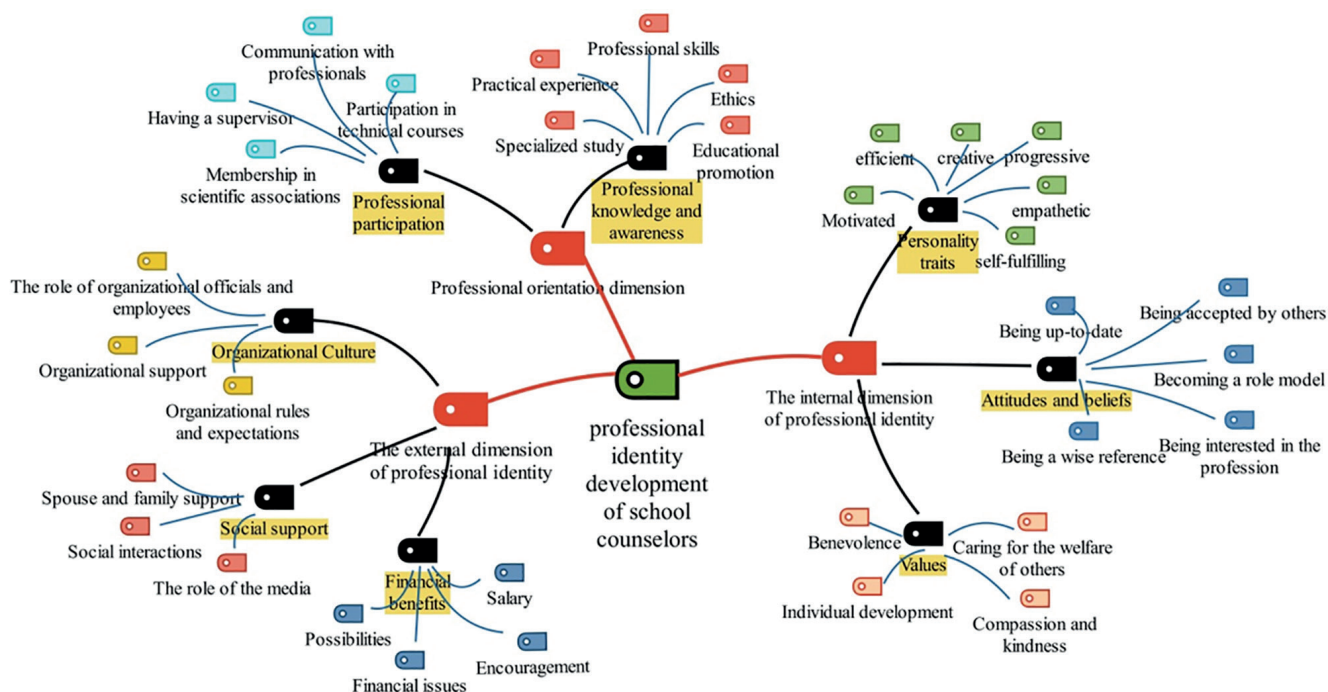 Communication with
professionals
Having a supervisor
Participation in
technical courses
Membership in
scientific associations
Professional
participation
Professional skills
Practical experience
Ethics
Specialized study
Educational
promotion
Professional
knowledge and
awareness
Professional orientation dimension
efficient
creative
progressive
Motivated
empathetic
Personality
traits
self-fulfilling
The role of organizational officials and
employees
Organizational Culture
Organizational support
Organizational rules
and expectations
The external dimension
of professional identity
Spouse and family support
Social support
Social interactions
The role of the media
Financial
benefits
Salary
Possibilities
Encouragement
Financial issues
professional
identity
development
of school
counselors
The internal dimension
of professional identity
Being up-to-date
Being accepted by others
Becoming a role model
Attitudes and beliefs
Being a wise reference
Being interested in the
profession
Benevolence
Values
Caring for the welfare
of others
Individual development
Compassion and
kindness